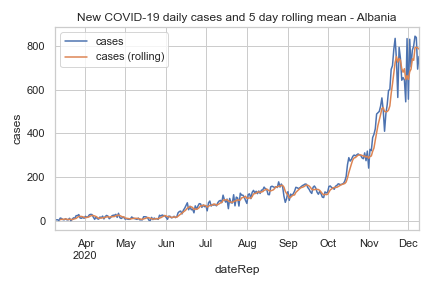 New COVID-19 daily cases and 5 day rolling mean - Albania
cases
cases (rolling)
800
600
400
200
0
cases
Apr May Jun Jul Aug Sep Oct Nov Dec
2020
dateRep